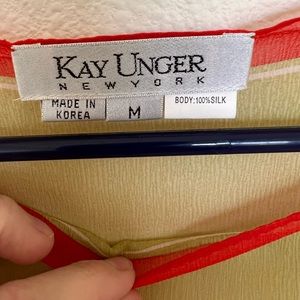 KAY UNGER
NEW YORK
MADE IN
KOREA
M
BODY:100%SILK